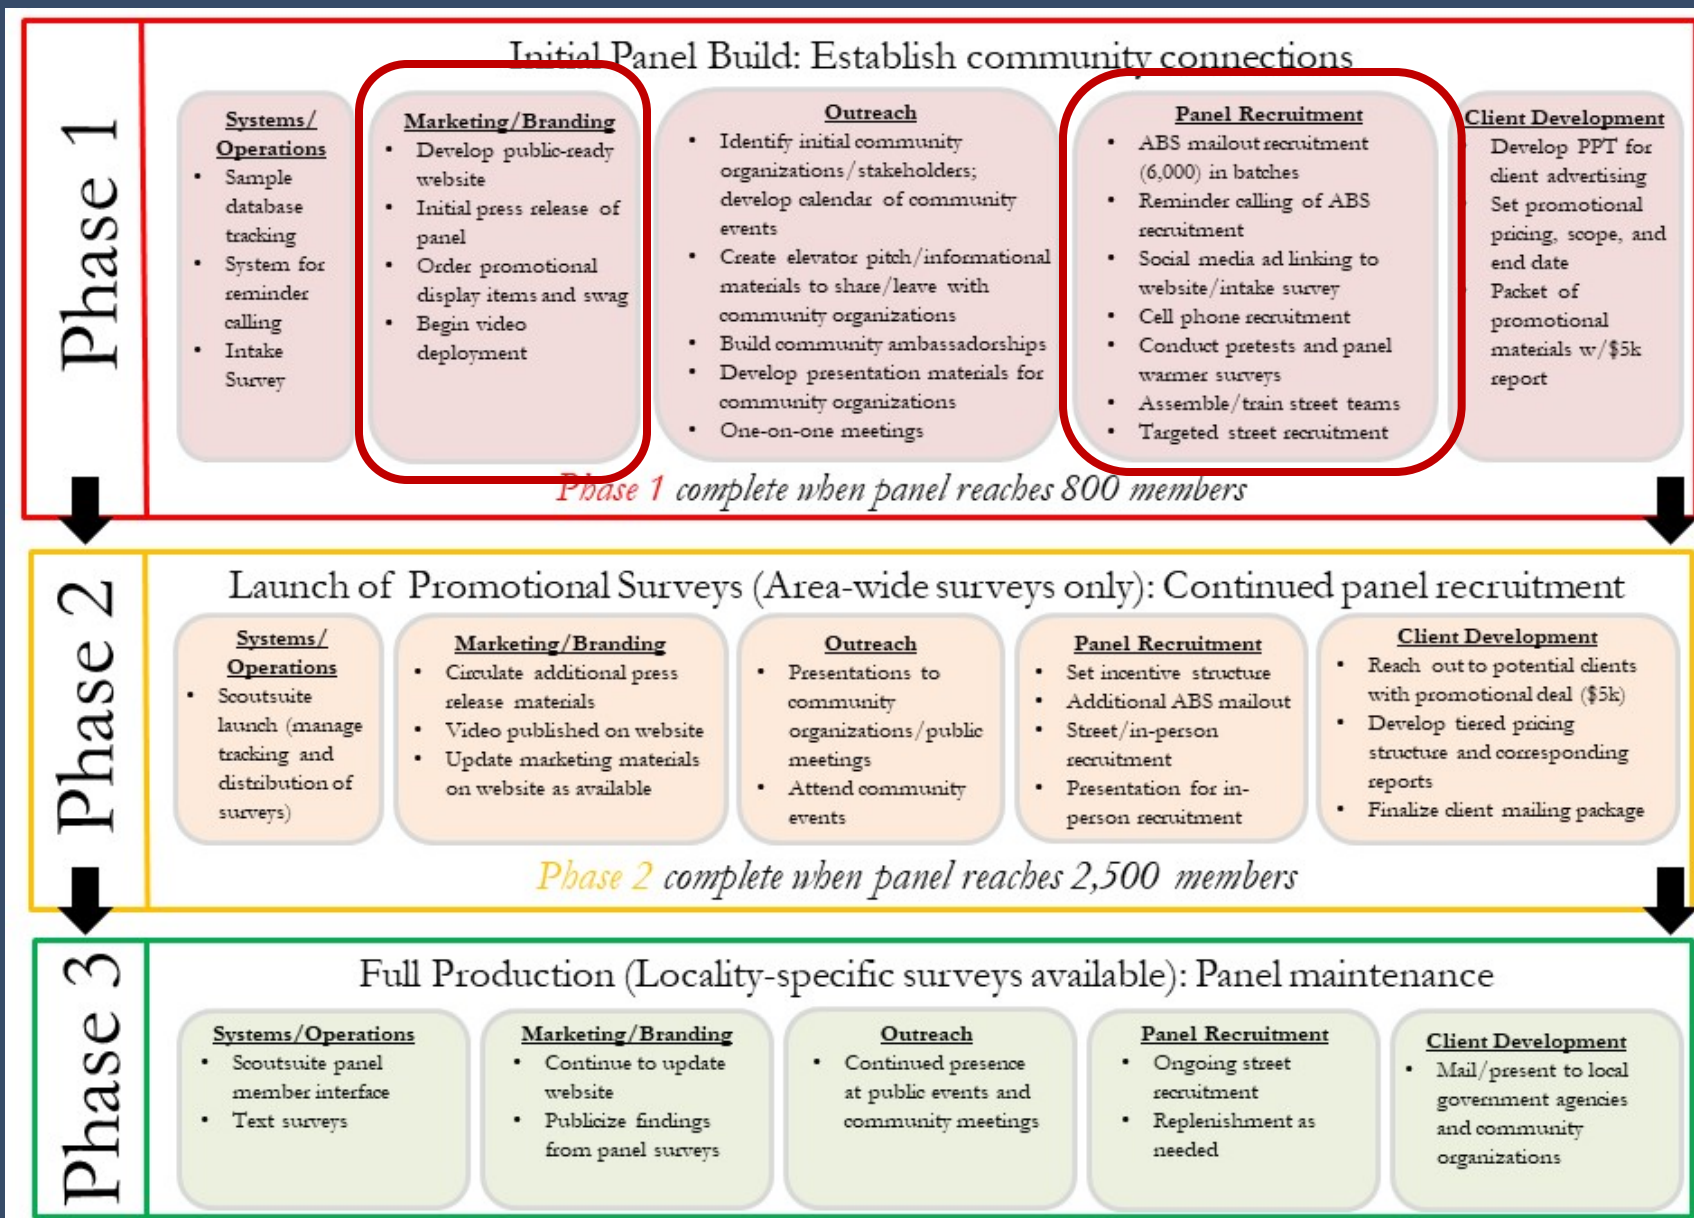 Phase 1
Initial Panel Build: Establish community connections
Systems/
Operations
• Sample
database
tracking
• System for
reminder
calling
• Intake
Survey
Marketing/Branding
• Develop public-ready
website
• Initial press release of
panel
• Order promotional
display items and swag
• Begin video
deployment
Outreach
• Identify initial community
organizations/stakeholders;
develop calendar of community
events
• Create elevator pitch/informational
materials to share/leave with
community organizations
• Build community ambassadorships
• Develop presentation materials for
community organizations
• One-on-one meetings
Panel Recruitment
• ABS mailout recruitment
(6,000) in batches
• Reminder calling of ABS
recruitment
• Social media ad linking to
website/intake survey
• Cell phone recruitment
• Conduct pretests and panel
warmer surveys
• Assemble/train street teams
• Targeted street recruitment
Client Development
• Develop PPT for
client advertising
• Set promotional
pricing, scope, and
end date
• Packet of
promotional
materials w/$5k
report
Phase 1 complete when panel reaches 800 members
Phase 2
Launch of Promotional Surveys (Area-wide surveys only): Continued panel recruitment
Systems/
Operations
• Scoutsuite
launch (manage
tracking and
distribution of
surveys)
Marketing/Branding
• Circulate additional press
release materials
• Video published on website
• Update marketing materials
on website as available
Outreach
• Presentations to
community
organizations/public
meetings
• Attend community
events
Panel Recruitment
• Set incentive structure
• Additional ABS mailout
• Street/in-person
recruitment
• Presentation for in-
person recruitment
Client Development
• Reach out to potential clients
with promotional deal ($5k)
• Develop tiered pricing
structure and corresponding
reports
• Finalize client mailing package
Phase 2 complete when panel reaches 2,500 members
Phase 3
Full Production (Locality-specific surveys available): Panel maintenance
Systems/Operations
• Scoutsuite panel
member interface
• Text surveys
Marketing/Branding
• Continue to update
website
• Publicize findings
from panel surveys
Outreach
• Continued presence
at public events and
community meetings
Panel Recruitment
• Ongoing street
recruitment
• Replenishment as
needed
Client Development
• Mail/present to local
government agencies
and community
organizations